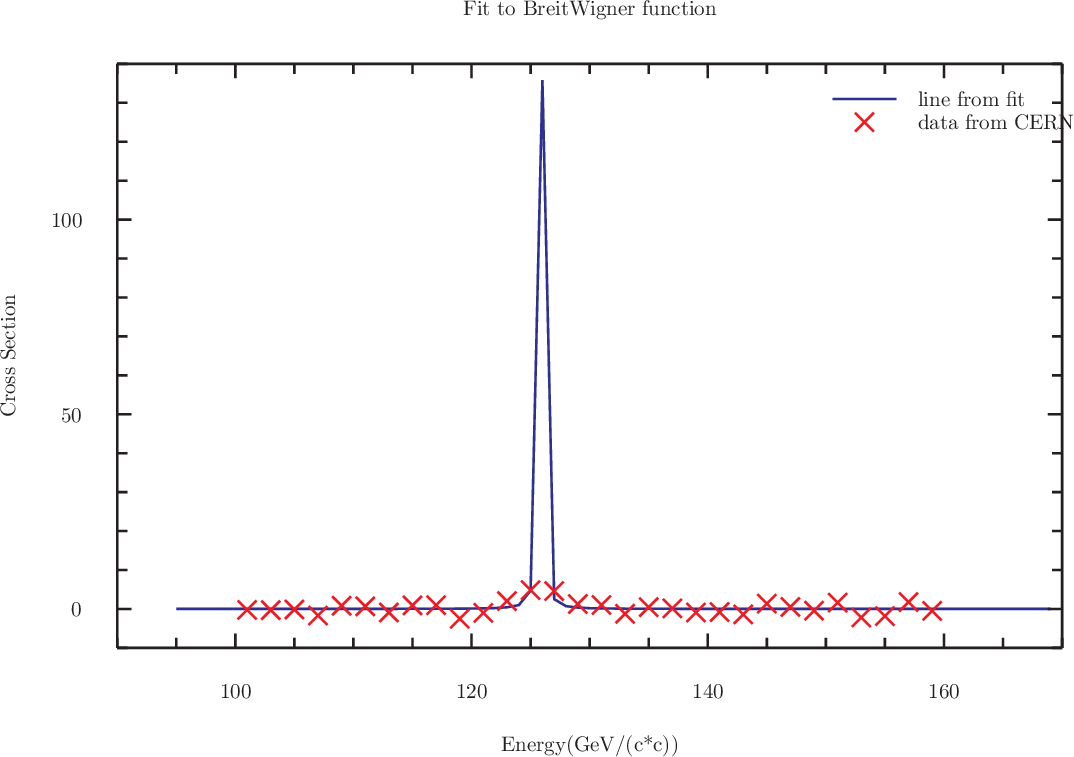 Fit to BreitWigner function
line from fit
data from CERN
100
50
0
Cross Section
100 120 140 160
Energy(GeV/(c*c))